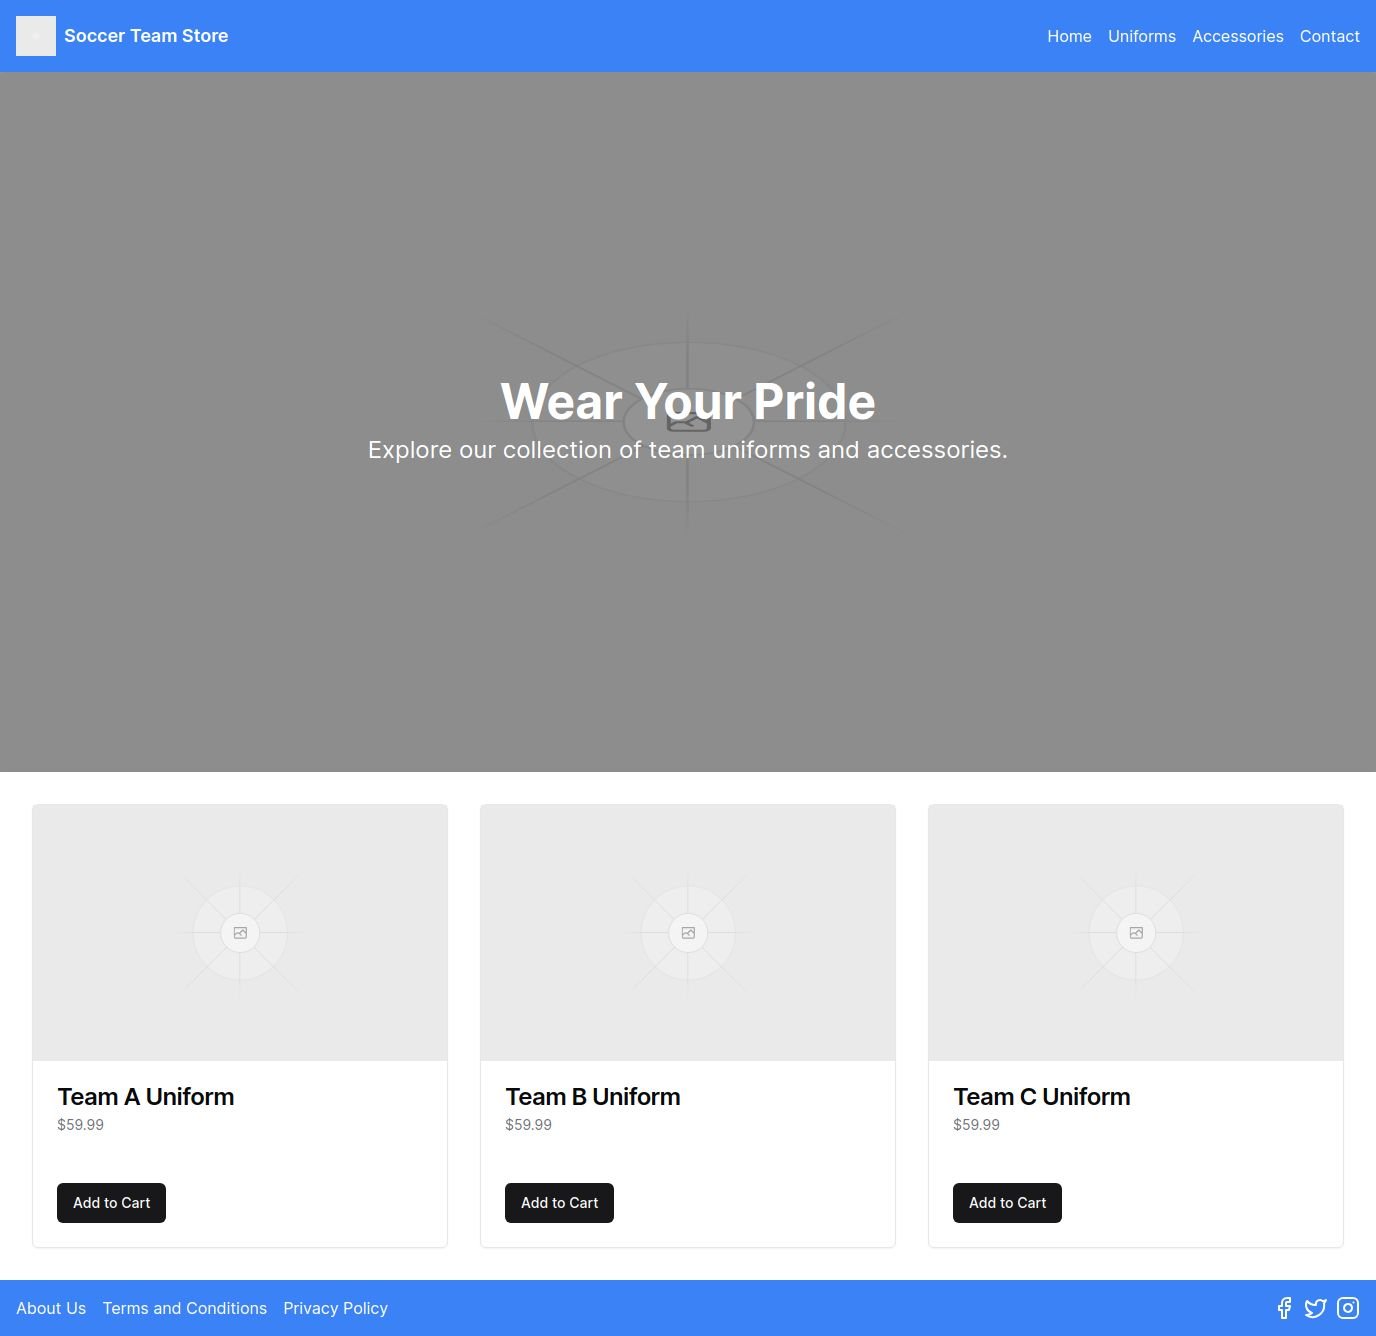 Soccer Team Store
Home Uniforms Accessories Contact
Wear Your Pride
Explore our collection of team uniforms and accessories.
Team A Uniform
$59.99
Add to Cart
Team B Uniform
$59.99
Add to Cart
Team C Uniform
$59.99
Add to Cart
About Us Terms and Conditions Privacy Policy